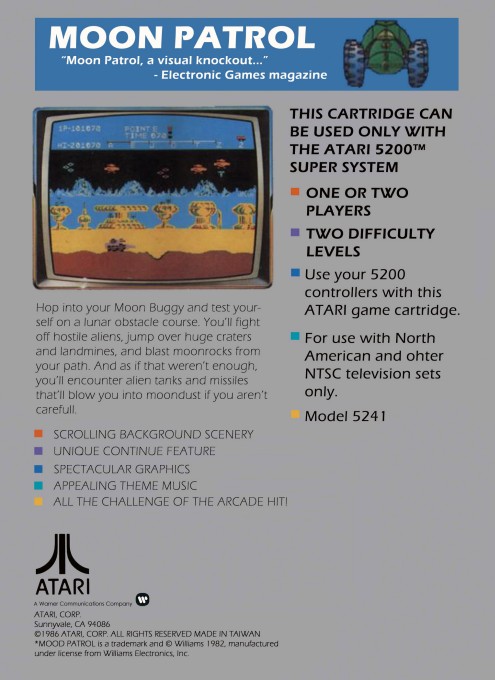 MOON PATROL
"Moon Patrol, a visual knockout..."
- Electronic Games magazine
1P-101070
POINT E
TIME 070
HI-201070
THIS CARTRIDGE CAN
BE USED ONLY WITH
THE ATARI 5200™
SUPER SYSTEM
ONE OR TWO
PLAYERS
TWO DIFFICULTY
LEVELS
Use your 5200
controllers with this
ATARI game cartridge.
For use with North
American and ohter
NTSC television sets
only.
Model 5241
Hop into your Moon Buggy and test your-
self on a lunar obstacle course. You'll fight
off hostile aliens, jump over huge craters
and landmines, and blast moonrocks from
your path. And as if that weren't enough,
you'll encounter alien tanks and missiles
that'll blow you into moondust if you aren't
carefull.
SCROLLING BACKGROUND SCENERY
UNIQUE CONTINUE FEATURE
SPECTACULAR GRAPHICS
APPEALING THEME MUSIC
ALL THE CHALLENGE OF THE ARCADE HIT!
ATARI
A Warner Communications Company
ATARI, CORP.
Sunnyvale, CA 94086
©1986 ATARI, CORP. ALL RIGHTS RESERVED MADE IN TAIWAN
*MOOD PATROL is a trademark and © Williams 1982, manufactured
under license from Williams Electronics, Inc.